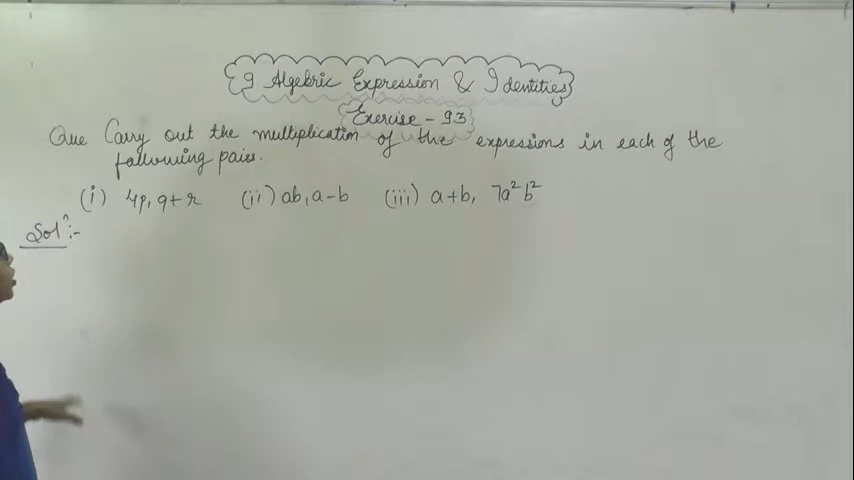 9 Algebric Expression & Identities
Exercise - 9.3
Que Carry out the multiplication of the expressions in each of the
following pairs.
(i) 4p, q+r (ii) ab, a-b (iii) a+b, 7a²b²
Solⁿ:-